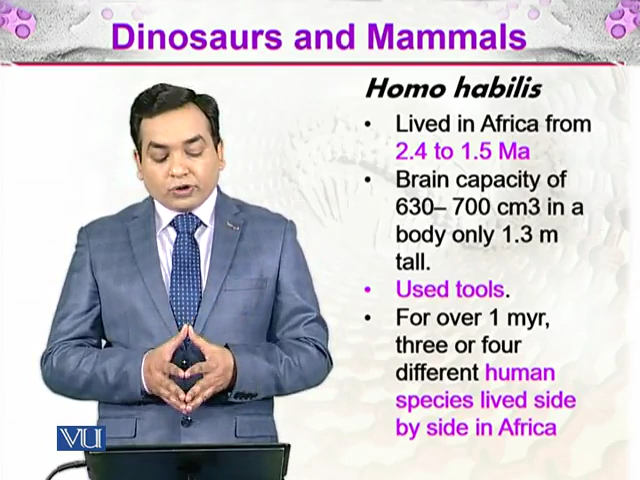 Dinosaurs and Mammals
Homo habilis
• Lived in Africa from
2.4 to 1.5 Ma
• Brain capacity of
630– 700 cm3 in a
body only 1.3 m
tall.
• Used tools.
• For over 1 myr,
three or four
different human
species lived side
by side in Africa
VU